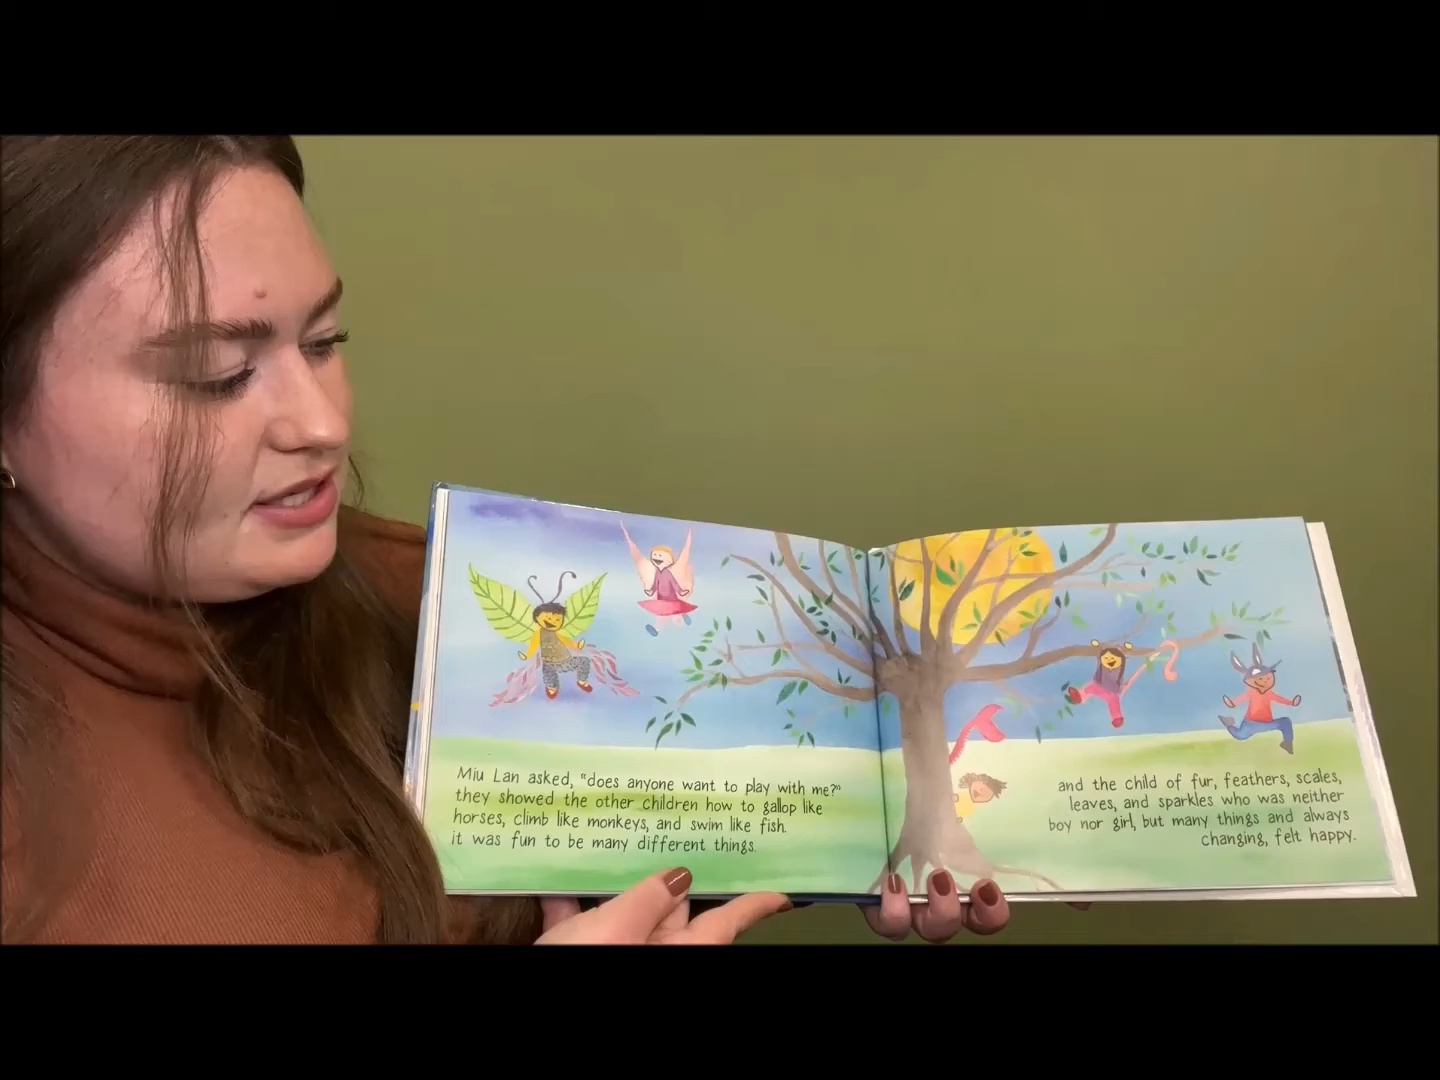 Miu Lan asked, "does anyone want to play with me?"
they showed the other children how to gallop like
horses, climb like monkeys, and swim like fish.
it was fun to be many different things.
and the child of fur, feathers, scales,
leaves, and sparkles who was neither
boy nor girl, but many things and always
changing, felt happy.